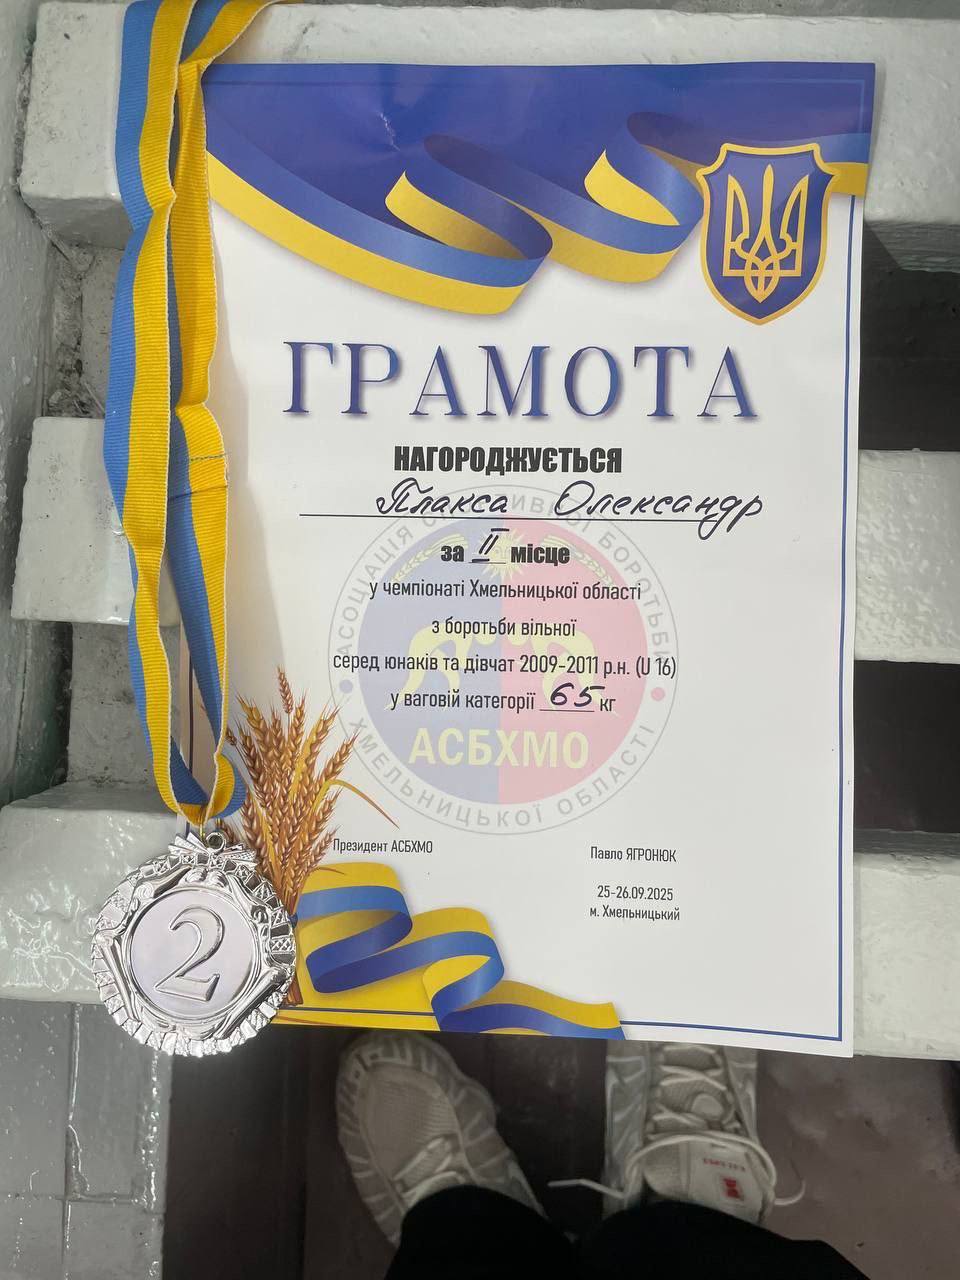 ГРАМОТА
НАГОРОДЖУЄТЬСЯ
Плакса Олександр
за II місце
у чемпіонаті Хмельницької області
з боротьби вільної
серед юнаків та дівчат 2009-2011 р.н. (U 16)
у ваговій категорії 65 кг
АСОЦІАЦІЯ СПОРТИВНОЇ БОРОТЬБИ
ХМЕЛЬНИЦЬКОЇ ОБЛАСТІ
АСБХМО
Президент АСБХМО
Павло ЯГРОНЮК
25-26.09.2025
м. Хмельницький
2